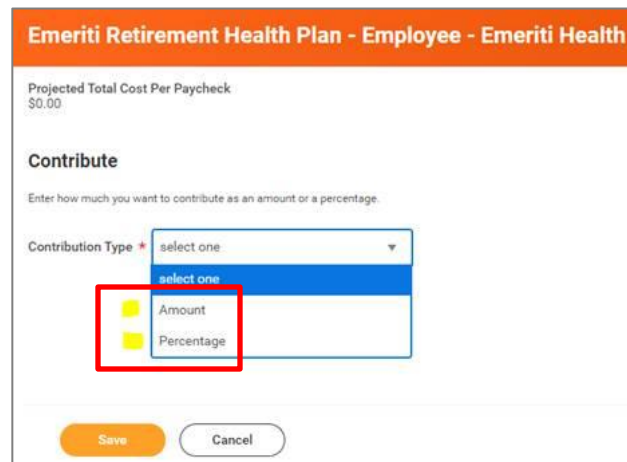 Emeriti Retirement Health Plan - Employee - Emeriti Health
Projected Total Cost Per Paycheck
$0.00
Contribute
Enter how much you want to contribute as an amount or a percentage.
Contribution Type * select one
select one
Amount
Percentage
Save Cancel